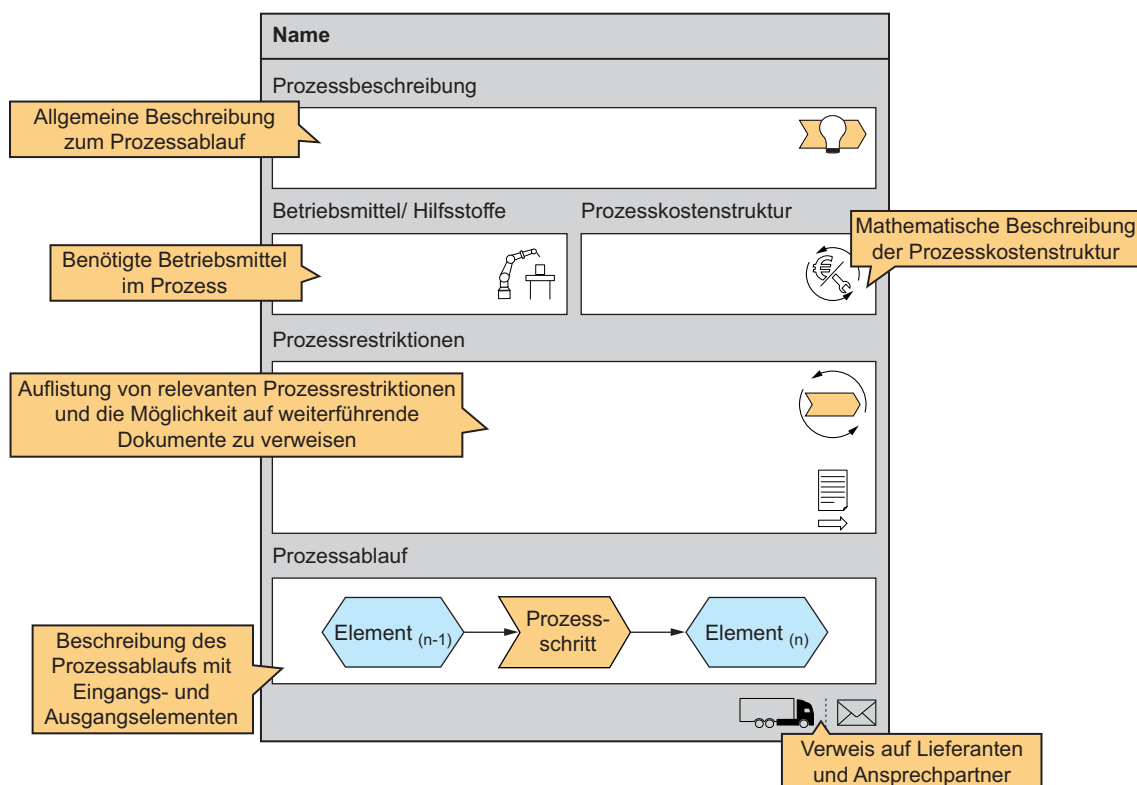 Name
Prozessbeschreibung
Allgemeine Beschreibung
zum Prozessablauf
Betriebsmittel/ Hilfsstoffe
Prozesskostenstruktur
Benötigte Betriebsmittel
im Prozess
Mathematische Beschreibung
der Prozesskostenstruktur
€
Prozessrestriktionen
Auflistung von relevanten Prozessrestriktionen
und die Möglichkeit auf weiterführende
Dokumente zu verweisen
Prozessablauf
Element (n-1)
Prozess-
schritt
Element (n)
Beschreibung des
Prozessablaufs mit
Eingangs- und
Ausgangselementen
Verweis auf Lieferanten
und Ansprechpartner